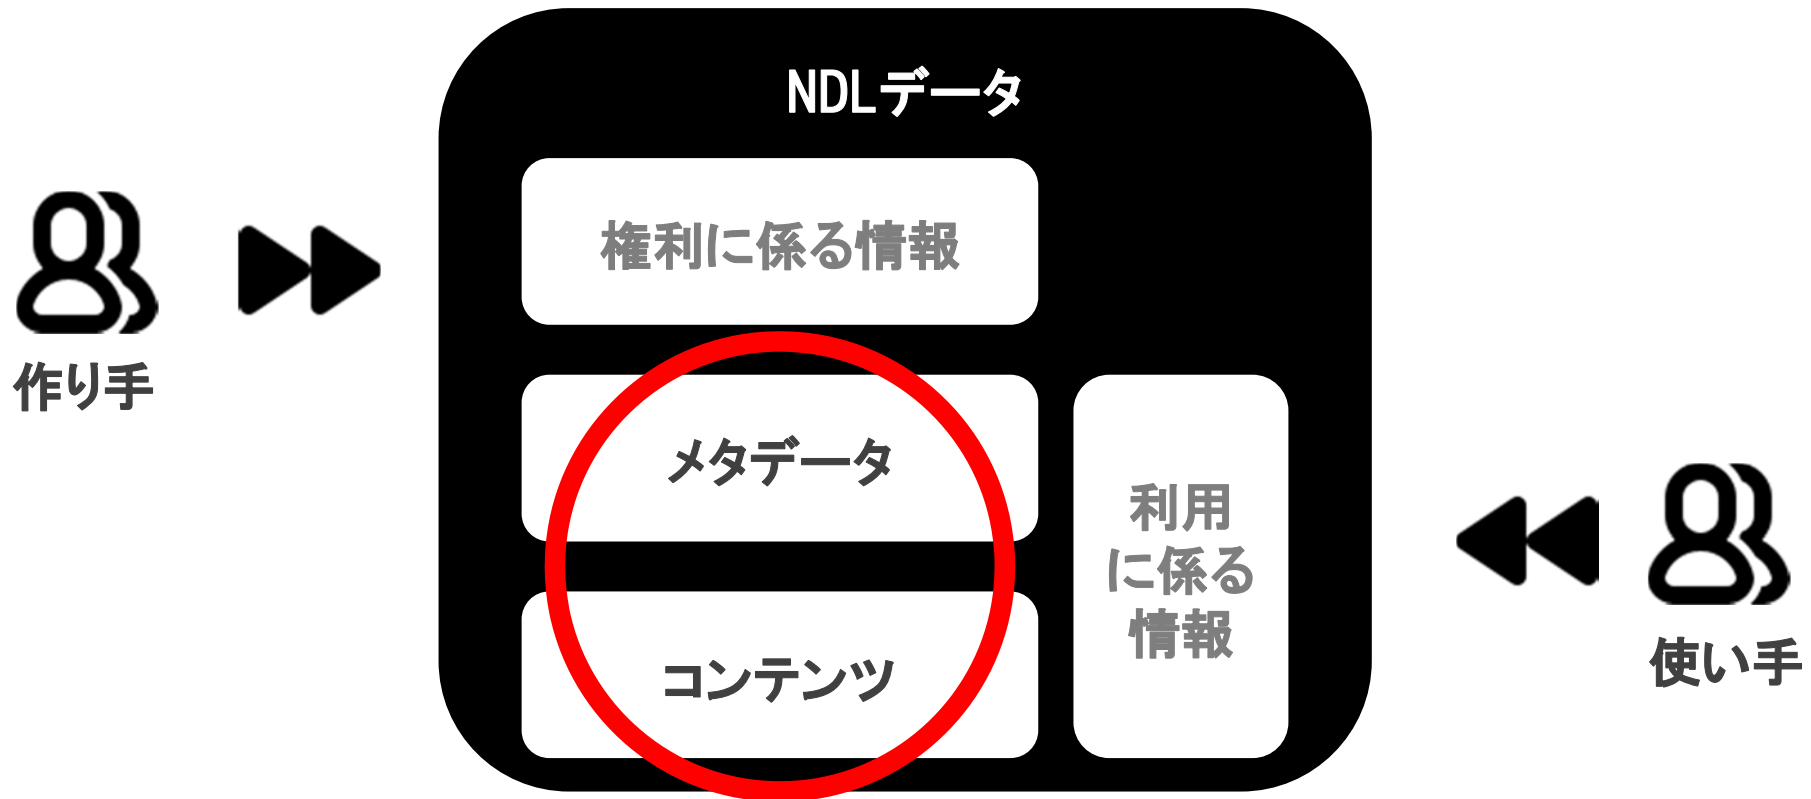 NDLデータ
権利に係る情報
作り手
メタデータ
利用
に係る
情報
コンテンツ
使い手